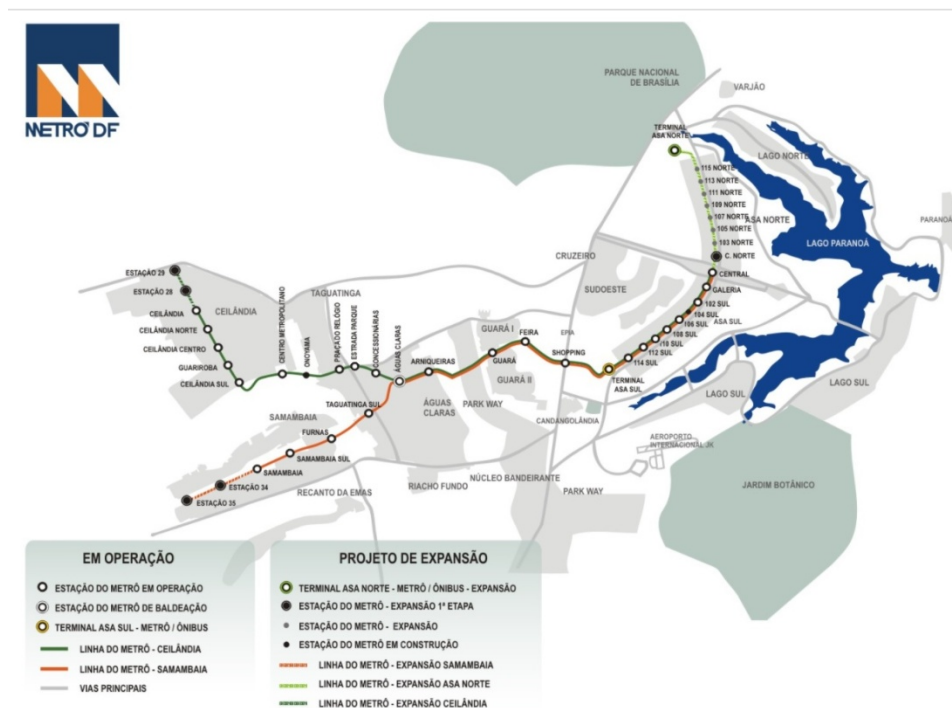 METRÔ DF
PARQUE NACIONAL
DE BRASÍLIA
VARJÃO
TERMINAL
ASA NORTE
LAGO NORTE
115 NORTE
113 NORTE
111 NORTE
109 NORTE
107 NORTE
105 NORTE
103 NORTE
C. NORTE
ASA NORTE
PARANOÁ
LAGO PARANOÁ
CRUZEIRO
SUDOESTE
CENTRAL
GALERIA
102 SUL
104 SUL
106 SUL
108 SUL
110 SUL
112 SUL
114 SUL
ASA SUL
TERMINAL
ASA SUL
LAGO SUL
LAGO SUL
ESTAÇÃO 29
ESTAÇÃO 28
CEILÂNDIA
CEILÂNDIA
CEILÂNDIA NORTE
CEILÂNDIA CENTRO
GUARIROBA
CEILÂNDIA SUL
CENTRO METROPOLITANO
ONOYAMA
TAGUATINGA
PRAÇA DO RELÓGIO
ESTRADA PARQUE
CONCESSIONÁRIAS
ÁGUAS CLARAS
ARNIQUEIRAS
GUARÁ I
GUARÁ
FEIRA
EPIA
SHOPPING
GUARÁ II
ÁGUAS
CLARAS
PARK WAY
CANDANGOLÂNDIA
AEROPORTO
INTERNACIONAL JK
SAMAMBAIA
TAGUATINGA SUL
FURNAS
SAMAMBAIA SUL
SAMAMBAIA
ESTAÇÃO 34
ESTAÇÃO 35
RECANTO DA EMAS
RIACHO FUNDO
NÚCLEO BANDEIRANTE
PARK WAY
JARDIM BOTÂNICO
EM OPERAÇÃO
ESTAÇÃO DO METRÔ EM OPERAÇÃO
ESTAÇÃO DO METRÔ DE BALDEAÇÃO
TERMINAL ASA SUL - METRÔ / ÔNIBUS
LINHA DO METRÔ - CEILÂNDIA
LINHA DO METRÔ - SAMAMBAIA
VIAS PRINCIPAIS
PROJETO DE EXPANSÃO
TERMINAL ASA NORTE - METRÔ / ÔNIBUS - EXPANSÃO
ESTAÇÃO DO METRÔ - EXPANSÃO 1ª ETAPA
ESTAÇÃO DO METRÔ - EXPANSÃO
ESTAÇÃO DO METRÔ EM CONSTRUÇÃO
LINHA DO METRÔ - EXPANSÃO SAMAMBAIA
LINHA DO METRÔ - EXPANSÃO ASA NORTE
LINHA DO METRÔ - EXPANSÃO CEILÂNDIA